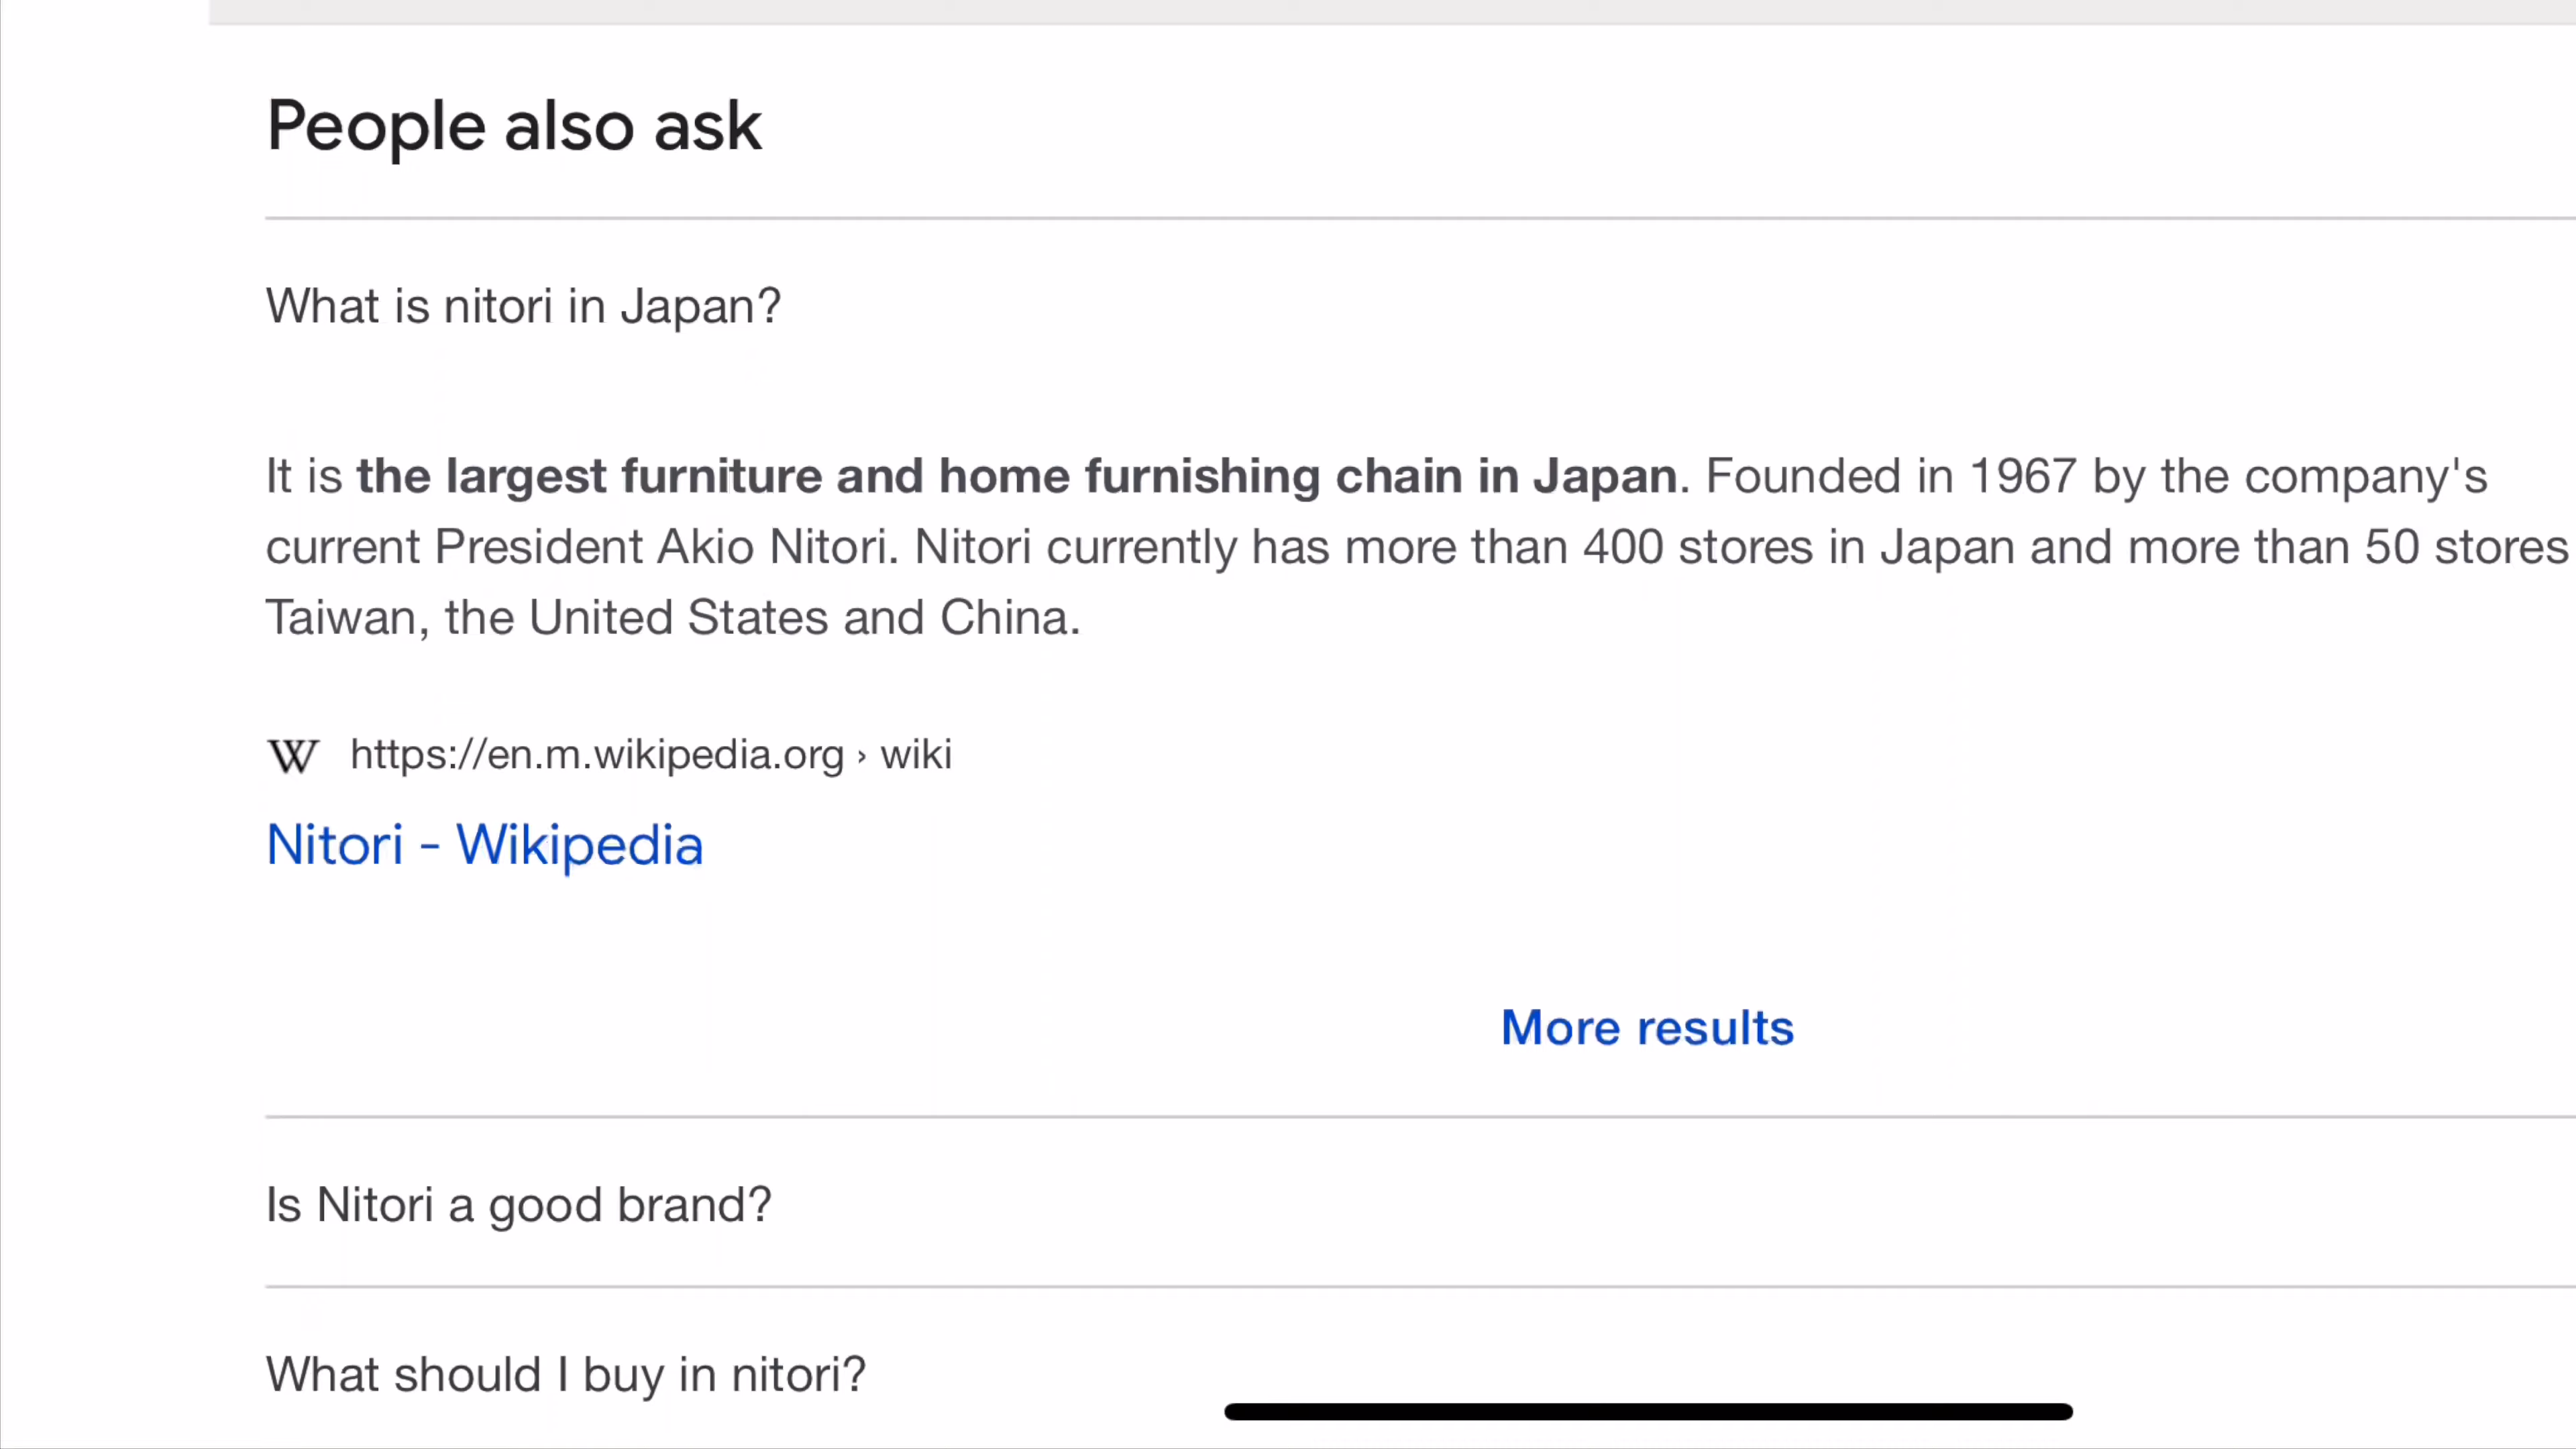 People also ask
What is nitori in Japan?
It is the largest furniture and home furnishing chain in Japan. Founded in 1967 by the company's
current President Akio Nitori. Nitori currently has more than 400 stores in Japan and more than 50 stores
Taiwan, the United States and China.
W https://en.m.wikipedia.org › wiki
Nitori - Wikipedia
More results
Is Nitori a good brand?
What should I buy in nitori?